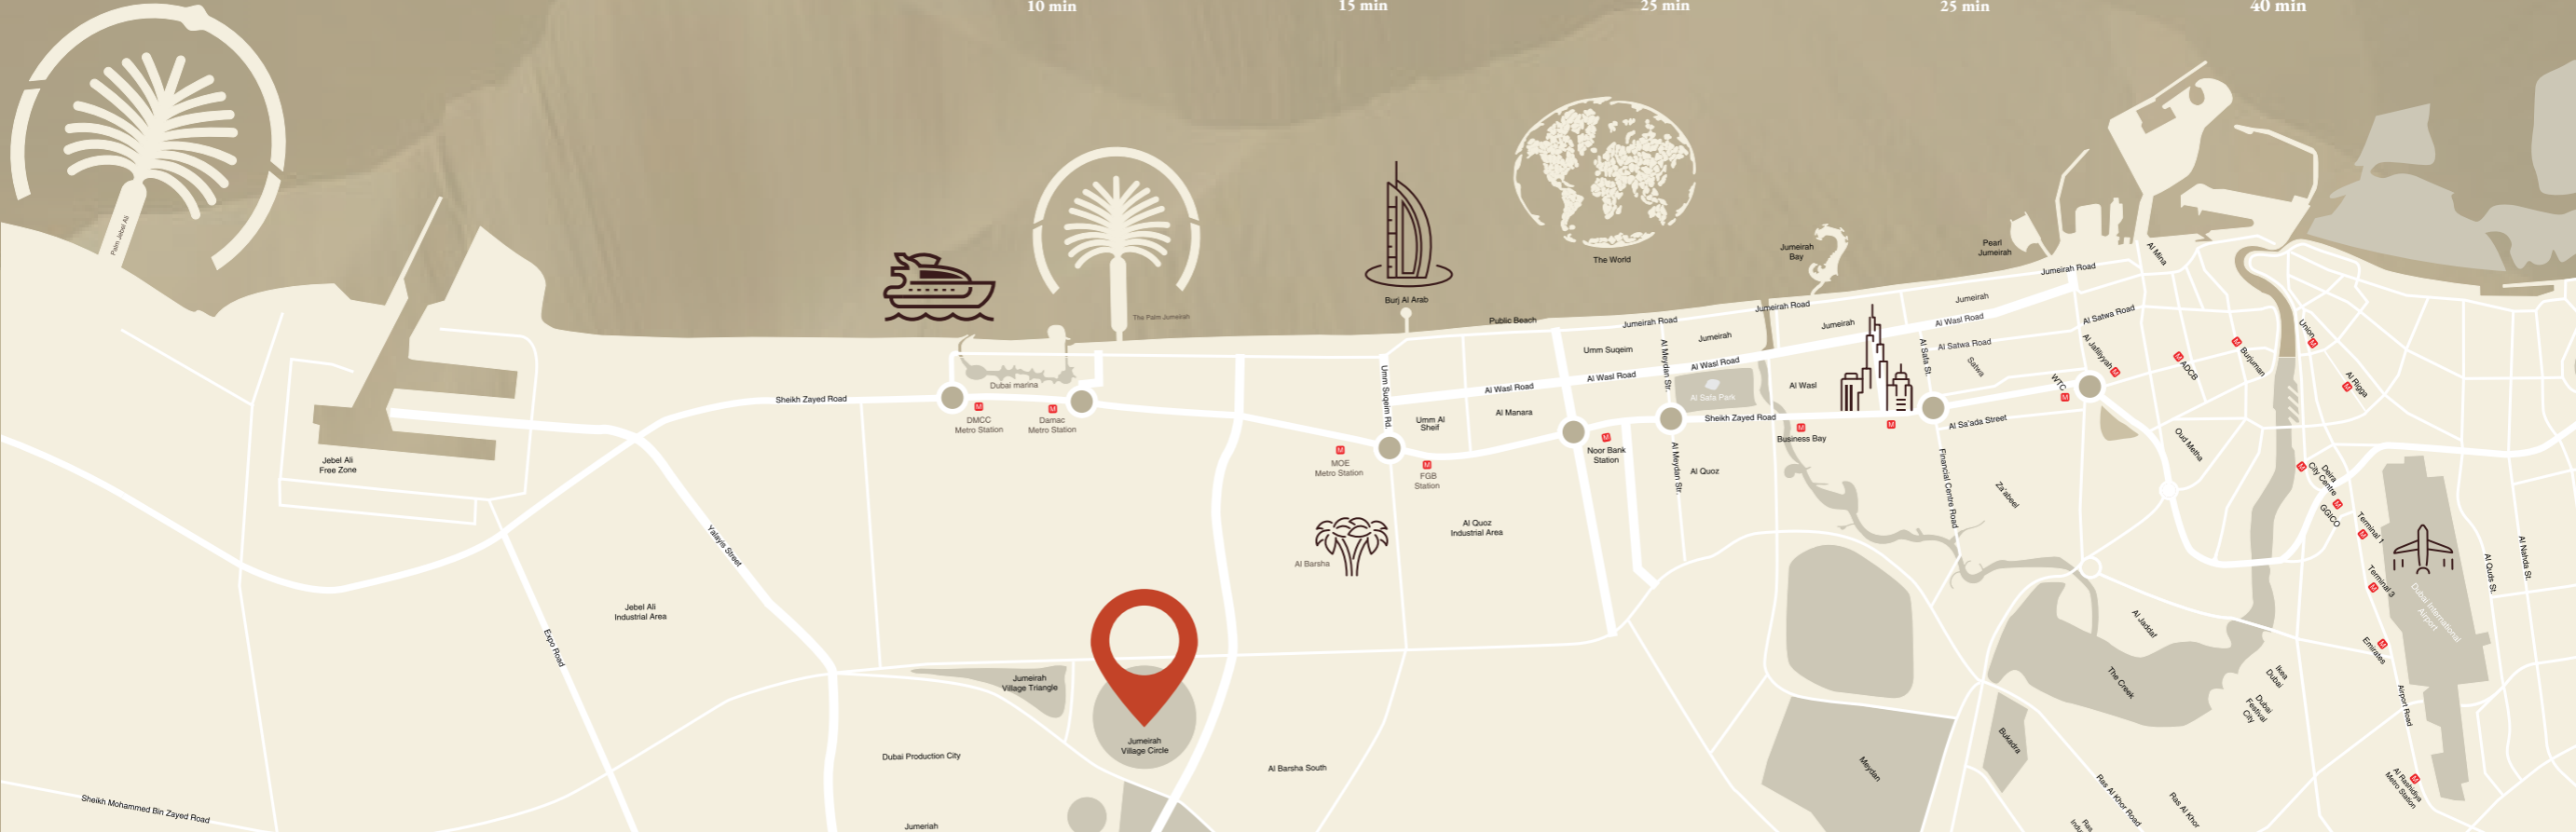 10 min
15 min
25 min
25 min
40 min
Palm Jebel Ali
The Palm Jumeirah
Burj Al Arab
The World
Jumeirah
Bay
Pearl
Jumeirah
Al Mina
Jumeirah Road
Jumeirah Road
Jumeirah Road
Public Beach
Jumeirah
Jumeirah
Jumeirah
Al Wasl Road
Al Wasl Road
Al Wasl Road
Al Wasl Road
Al Satwa Road
Al Satwa Road
Umm Suqeim
Umm Suqeim Rd.
Al Meydan Str.
Al Meydan Str.
Al Safa St.
Satwa
Al Jafiliyyah
M
M
ADCB
M
Burjuman
Union
M
Al Rigga
M
Dubai marina
Sheikh Zayed Road
M
DMCC
Metro Station
M
Damac
Metro Station
M
MOE
Metro Station
M
FGB
Station
Umm Al
Sheif
Al Manara
M
Noor Bank
Station
Al Safa Park
Al Wasl
Sheikh Zayed Road
M
Business Bay
M
Al Sa'ada Street
WTC
M
Oud Metha
Al Quoz
Al Quoz
Industrial Area
Al Barsha
Financial Centre Road
Za'abeel
M
Deira
City Centre
M
GGICO
Terminal 1
M
Terminal 3
M
Dubai International
Airport
Al Quds St.
Al Nahda St.
Emirates
M
Airport Road
Al Rashidiya
Metro Station
M
Jebel Ali
Free Zone
Yalayis Street
Jebel Ali
Industrial Area
Expo Road
Sheikh Mohammed Bin Zayed Road
Jumeirah
Village Triangle
Jumeirah
Village Circle
Dubai Production City
Al Barsha South
Jumeriah
Meydan
Bukadra
Al Jaddaf
The Creek
Ikea
Dubai
Dubai
Festival
City
Ras Al Khor Road
Ras Al Khor
Ras